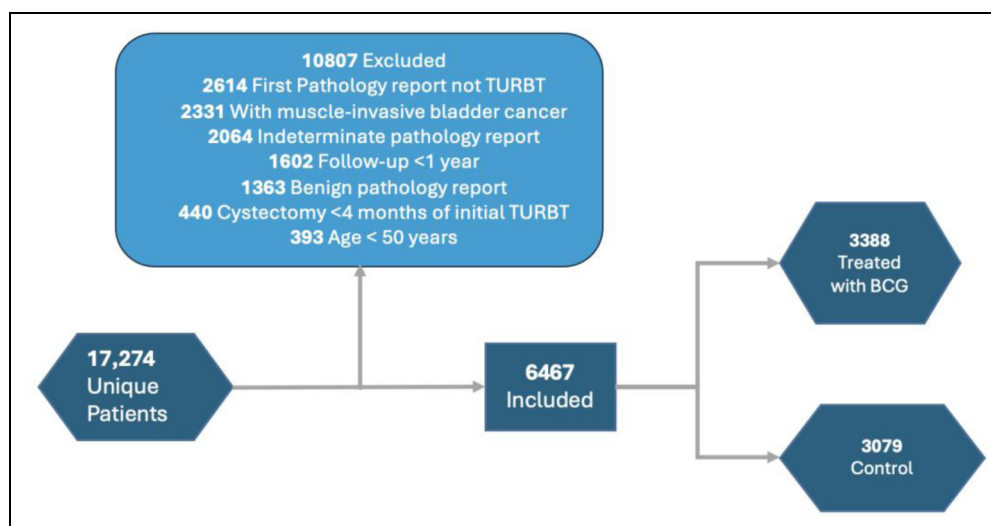 10807 Excluded
2614 First Pathology report not TURBT
2331 With muscle-invasive bladder cancer
2064 Indeterminate pathology report
1602 Follow-up <1 year
1363 Benign pathology report
440 Cystectomy <4 months of initial TURBT
393 Age < 50 years
17,274
Unique
Patients
6467
Included
3388
Treated
with BCG
3079
Control